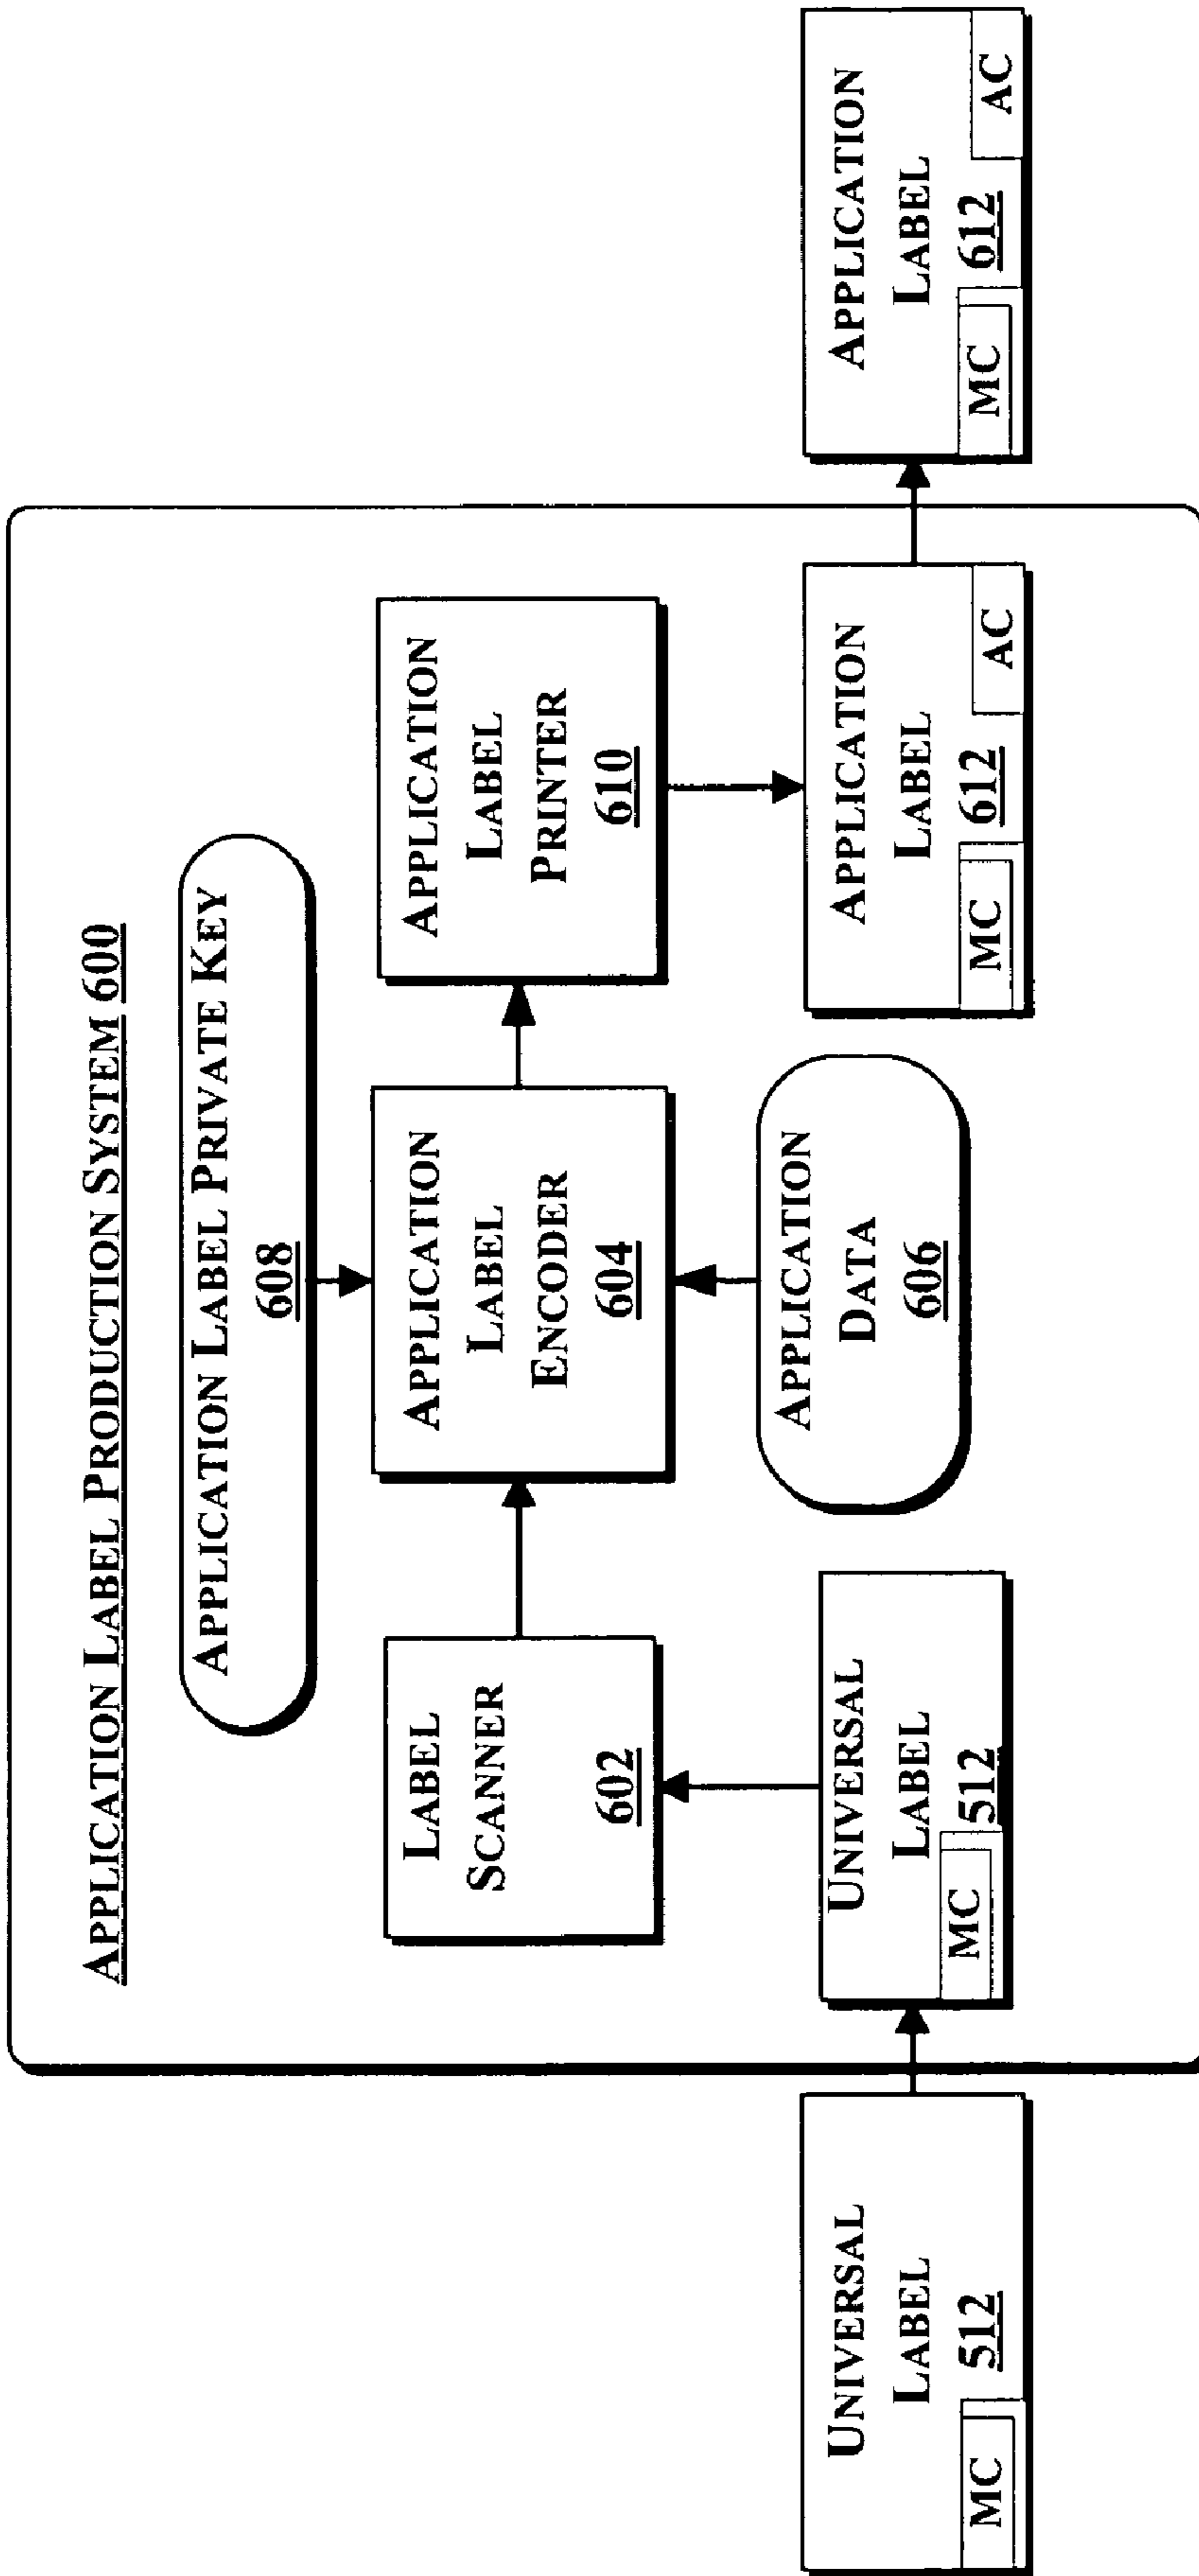 APPLICATION LABEL PRODUCTION SYSTEM 600
APPLICATION LABEL PRIVATE KEY
608
LABEL
SCANNER
602
APPLICATION
LABEL
ENCODER
604
APPLICATION
LABEL
PRINTER
610
UNIVERSAL
LABEL
512
MC
UNIVERSAL
LABEL
512
MC
APPLICATION
DATA
606
APPLICATION
LABEL
612
MC
AC
APPLICATION
LABEL
612
MC
AC